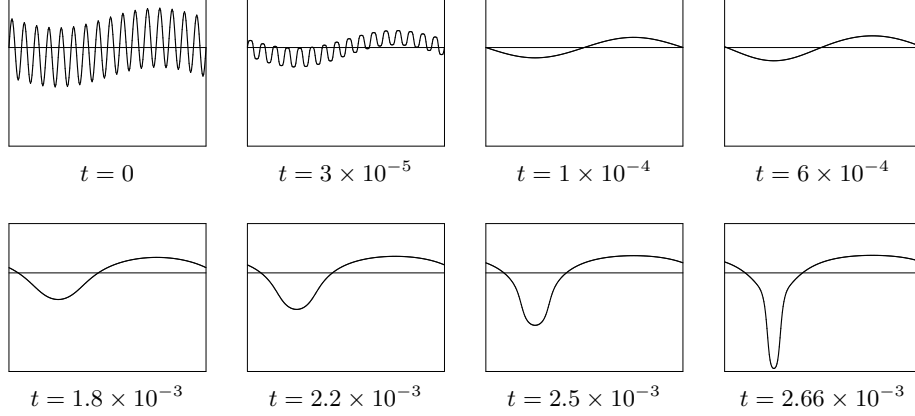 t = 0
t = 3 × 10⁻⁵
t = 1 × 10⁻⁴
t = 6 × 10⁻⁴
t = 1.8 × 10⁻³
t = 2.2 × 10⁻³
t = 2.5 × 10⁻³
t = 2.66 × 10⁻³